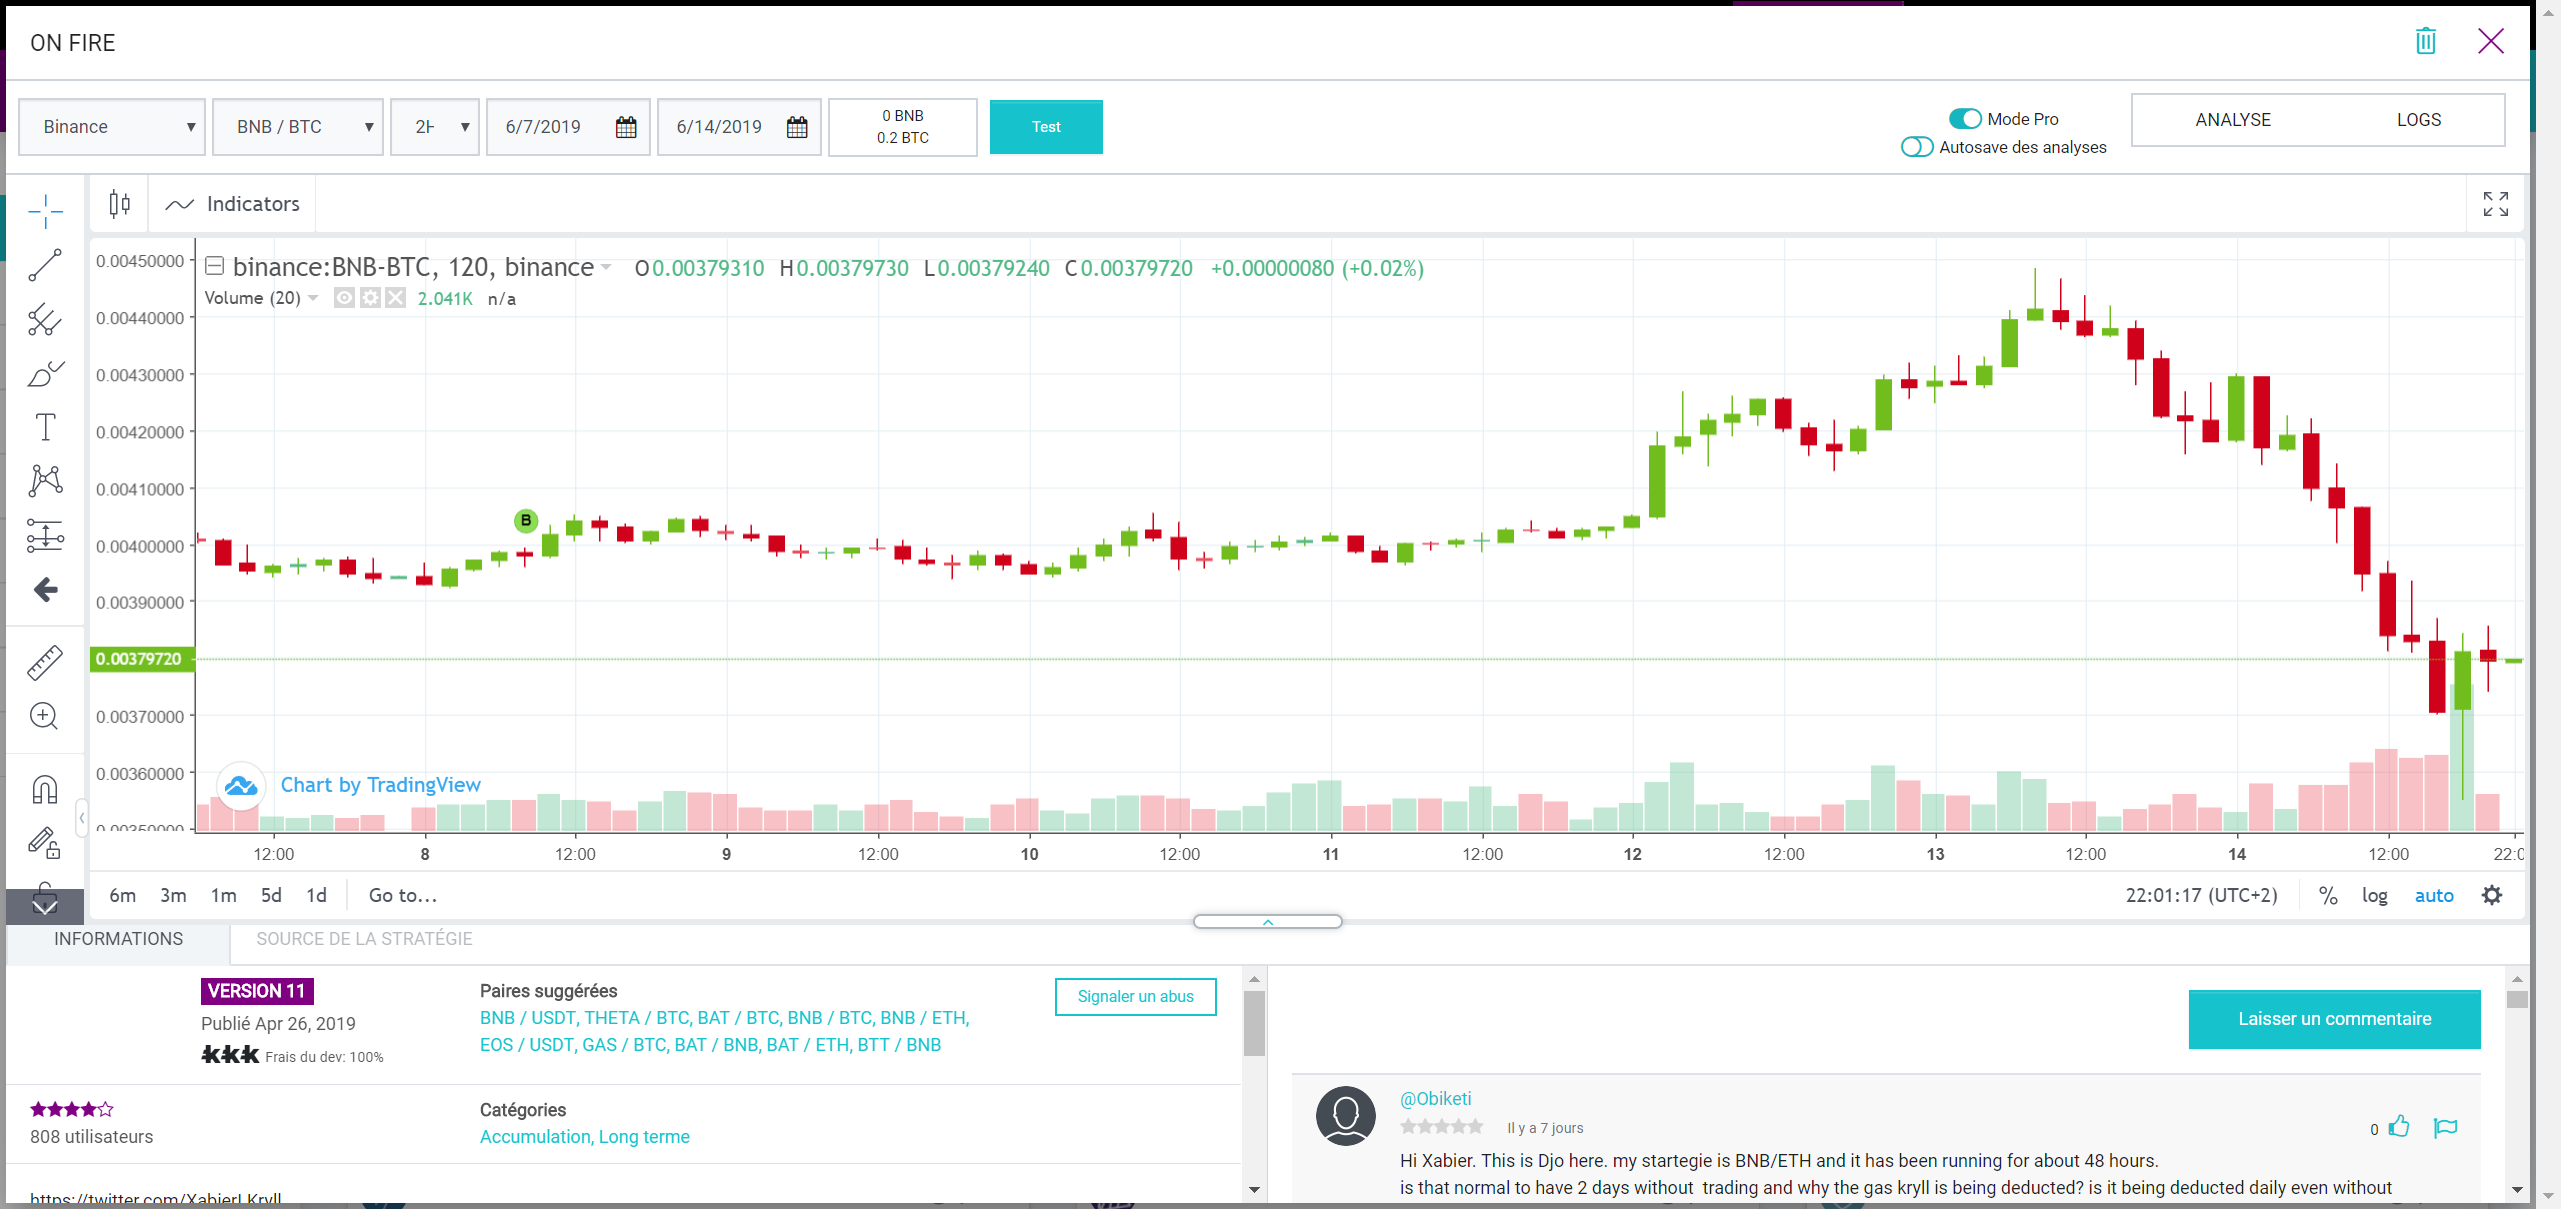 ON FIRE
Binance
BNB / BTC
2H
6/7/2019
6/14/2019
0 BNB
0.2 BTC
Test
Mode Pro
Autosave des analyses
ANALYSE
LOGS
Indicators
binance:BNB-BTC, 120, binance
O0.00379310 H0.00379730 L0.00379240 C0.00379720 +0.00000080 (+0.02%)
Volume (20) 2.041K n/a
0.00450000
0.00440000
0.00430000
0.00420000
0.00410000
0.00400000
0.00390000
0.00379720
0.00370000
0.00360000
0.00350000
B
Chart by TradingView
12:00 8 12:00 9 12:00 10 12:00 11 12:00 12 12:00 13 12:00 14 12:00 22:0
6m 3m 1m 5d 1d Go to...
22:01:17 (UTC+2) % log auto
INFORMATIONS
SOURCE DE LA STRATÉGIE
VERSION 11
Publié Apr 26, 2019
kkk Frais du dev: 100%
Paires suggérées
BNB / USDT, THETA / BTC, BAT / BTC, BNB / BTC, BNB / ETH,
EOS / USDT, GAS / BTC, BAT / BNB, BAT / ETH, BTT / BNB
Signaler un abus
808 utilisateurs
Catégories
Accumulation, Long terme
https://twitter.com/XabierLKryll
Laisser un commentaire
@Obiketi
Il y a 7 jours
0
Hi Xabier. This is Djo here. my startegie is BNB/ETH and it has been running for about 48 hours.
is that normal to have 2 days without trading and why the gas kryll is being deducted? is it being deducted daily even without